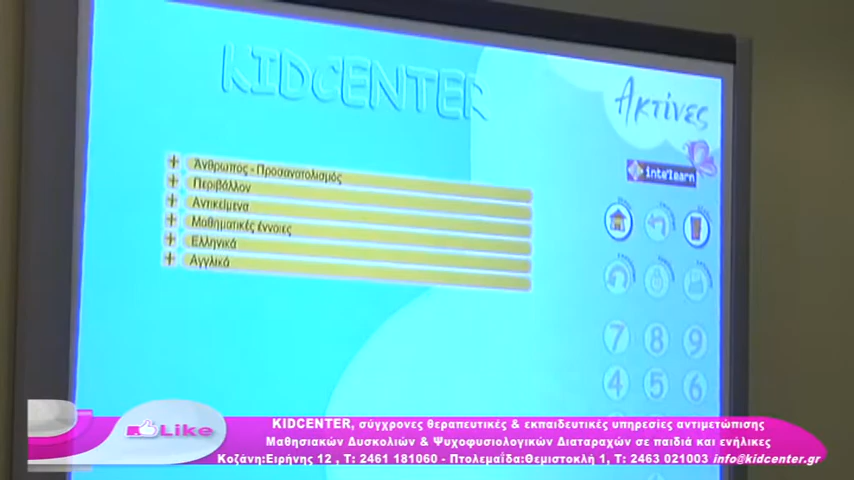 KIDCENTER
Ακτίνες
inte*learn
+ Άνθρωπος - Προσανατολισμός
+ Περιβάλλον
+ Αντικείμενα
+ Μαθηματικές έννοιες
+ Ελληνικά
+ Αγγλικά
7 8 9
4 5 6
Like
KIDCENTER, σύγχρονες θεραπευτικές & εκπαιδευτικές υπηρεσίες αντιμετώπισης
Μαθησιακών Δυσκολιών & Ψυχοφυσιολογικών Διαταραχών σε παιδιά και ενήλικες
Κοζάνη:Ειρήνης 12 , Τ: 2461 181060 - Πτολεμαΐδα:Θεμιστοκλή 1, Τ: 2463 021003 info@kidcenter.gr